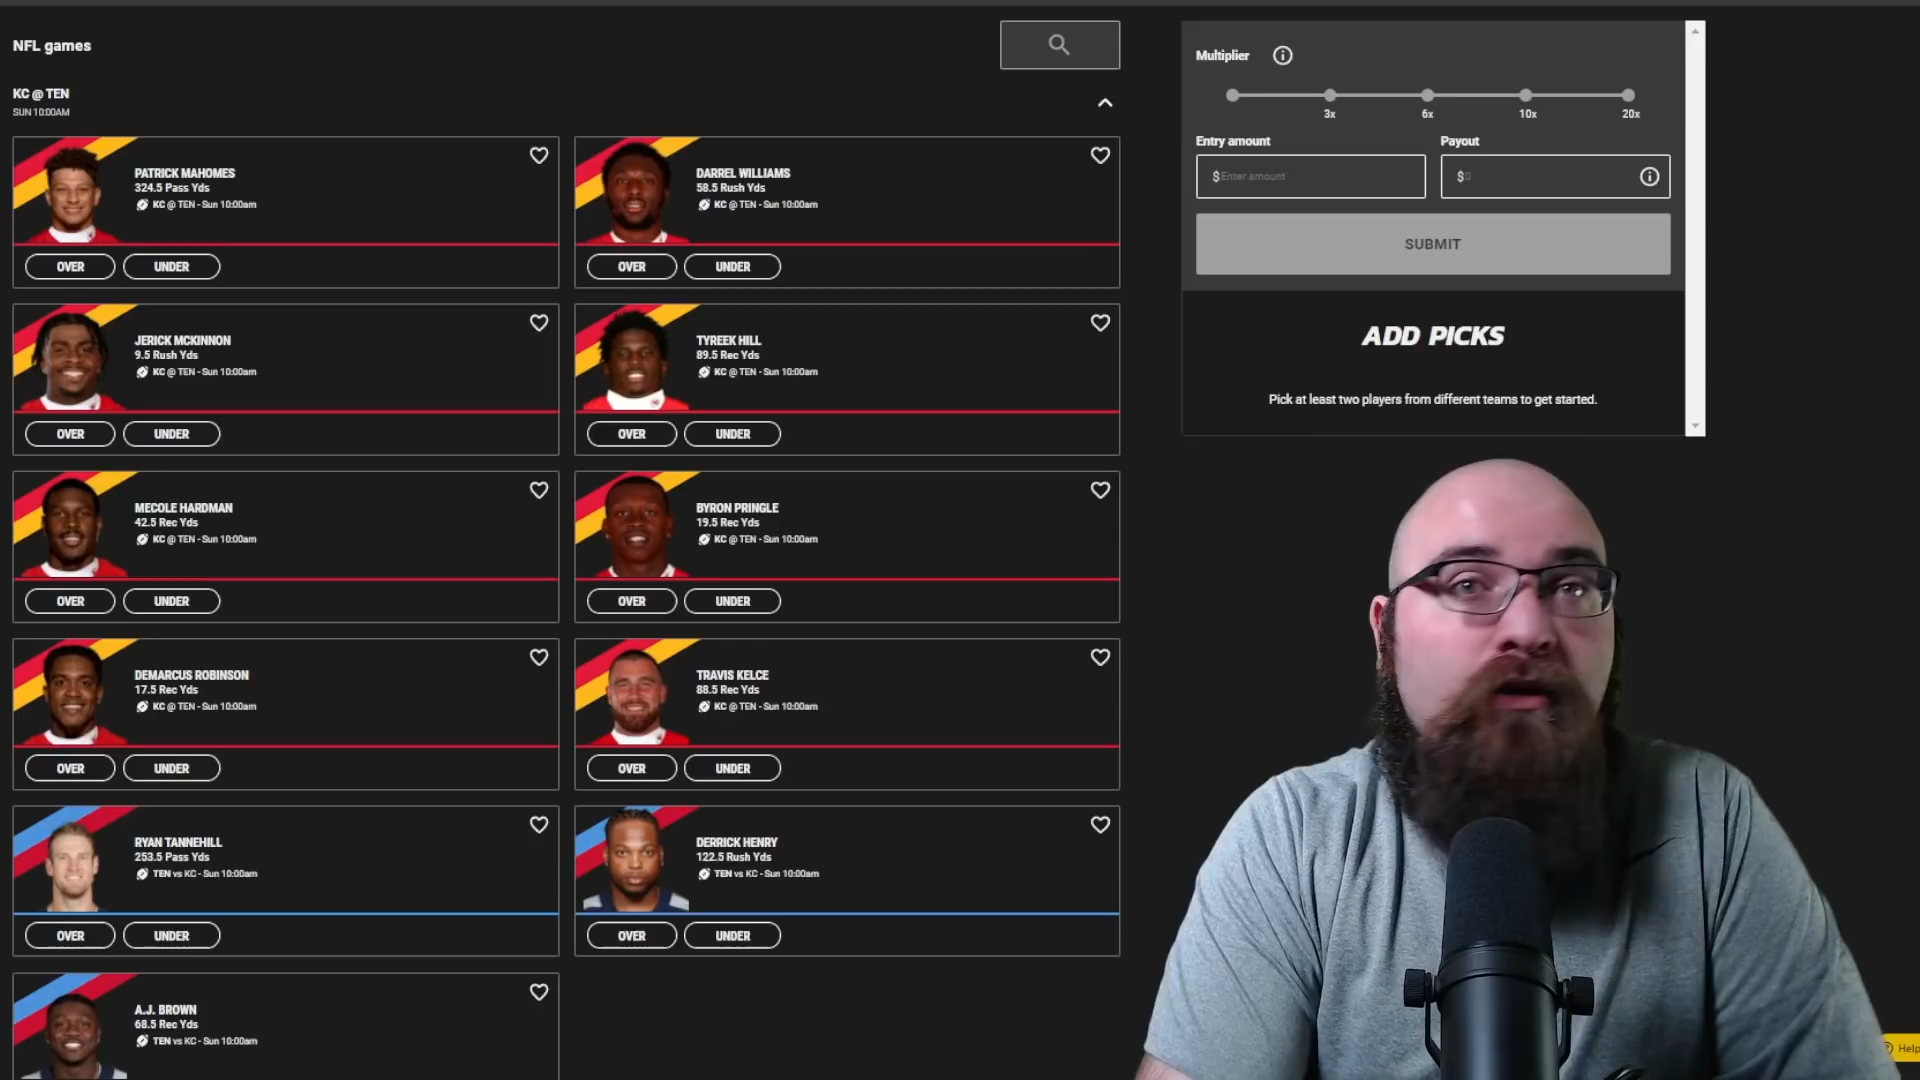 NFL games
KC @ TEN
SUN 10:00AM
PATRICK MAHOMES
324.5 Pass Yds
KC @ TEN - Sun 10:00am
OVER
UNDER
DARREL WILLIAMS
58.5 Rush Yds
KC @ TEN - Sun 10:00am
OVER
UNDER
JERICK MCKINNON
9.5 Rush Yds
KC @ TEN - Sun 10:00am
OVER
UNDER
TYREEK HILL
89.5 Rec Yds
KC @ TEN - Sun 10:00am
OVER
UNDER
MECOLE HARDMAN
42.5 Rec Yds
KC @ TEN - Sun 10:00am
OVER
UNDER
BYRON PRINGLE
19.5 Rec Yds
KC @ TEN - Sun 10:00am
OVER
UNDER
DEMARCUS ROBINSON
17.5 Rec Yds
KC @ TEN - Sun 10:00am
OVER
UNDER
TRAVIS KELCE
88.5 Rec Yds
KC @ TEN - Sun 10:00am
OVER
UNDER
RYAN TANNEHILL
253.5 Pass Yds
TEN vs KC - Sun 10:00am
OVER
UNDER
DERRICK HENRY
122.5 Rush Yds
TEN vs KC - Sun 10:00am
OVER
UNDER
A.J. BROWN
68.5 Rec Yds
TEN vs KC - Sun 10:00am
Multiplier
3x 6x 10x 20x
Entry amount
$Enter amount
Payout
$0
SUBMIT
ADD PICKS
Pick at least two players from different teams to get started.
Help